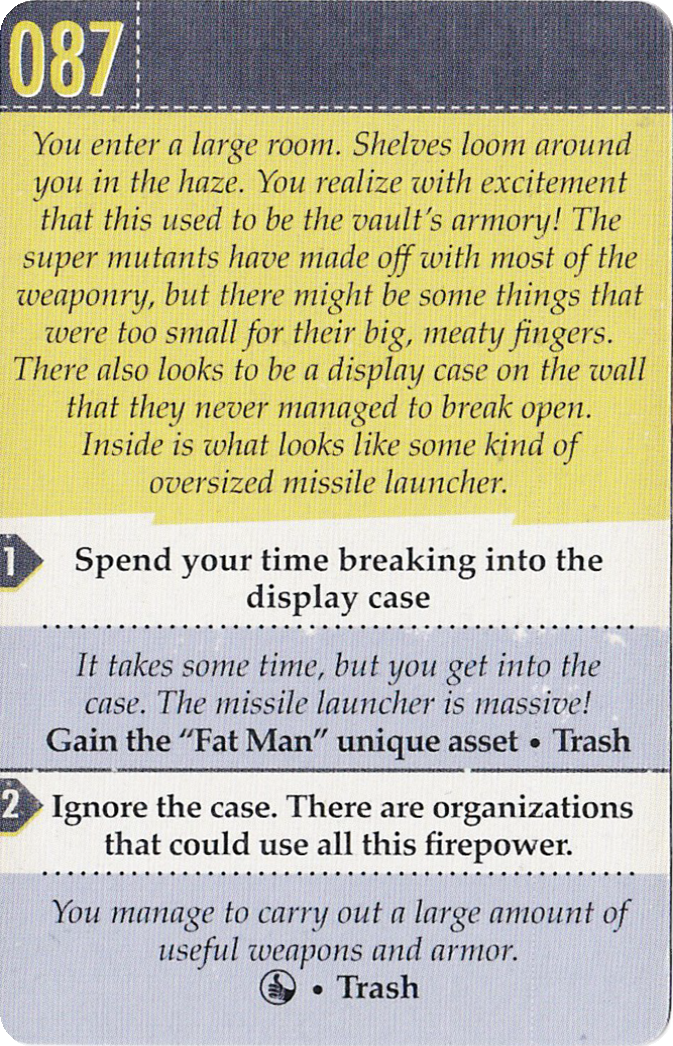 087
You enter a large room. Shelves loom around
you in the haze. You realize with excitement
that this used to be the vault's armory! The
super mutants have made off with most of the
weaponry, but there might be some things that
were too small for their big, meaty fingers.
There also looks to be a display case on the wall
that they never managed to break open.
Inside is what looks like some kind of
oversized missile launcher.
1 Spend your time breaking into the
display case
It takes some time, but you get into the
case. The missile launcher is massive!
Gain the “Fat Man” unique asset • Trash
2 Ignore the case. There are organizations
that could use all this firepower.
You manage to carry out a large amount of
useful weapons and armor.
• Trash